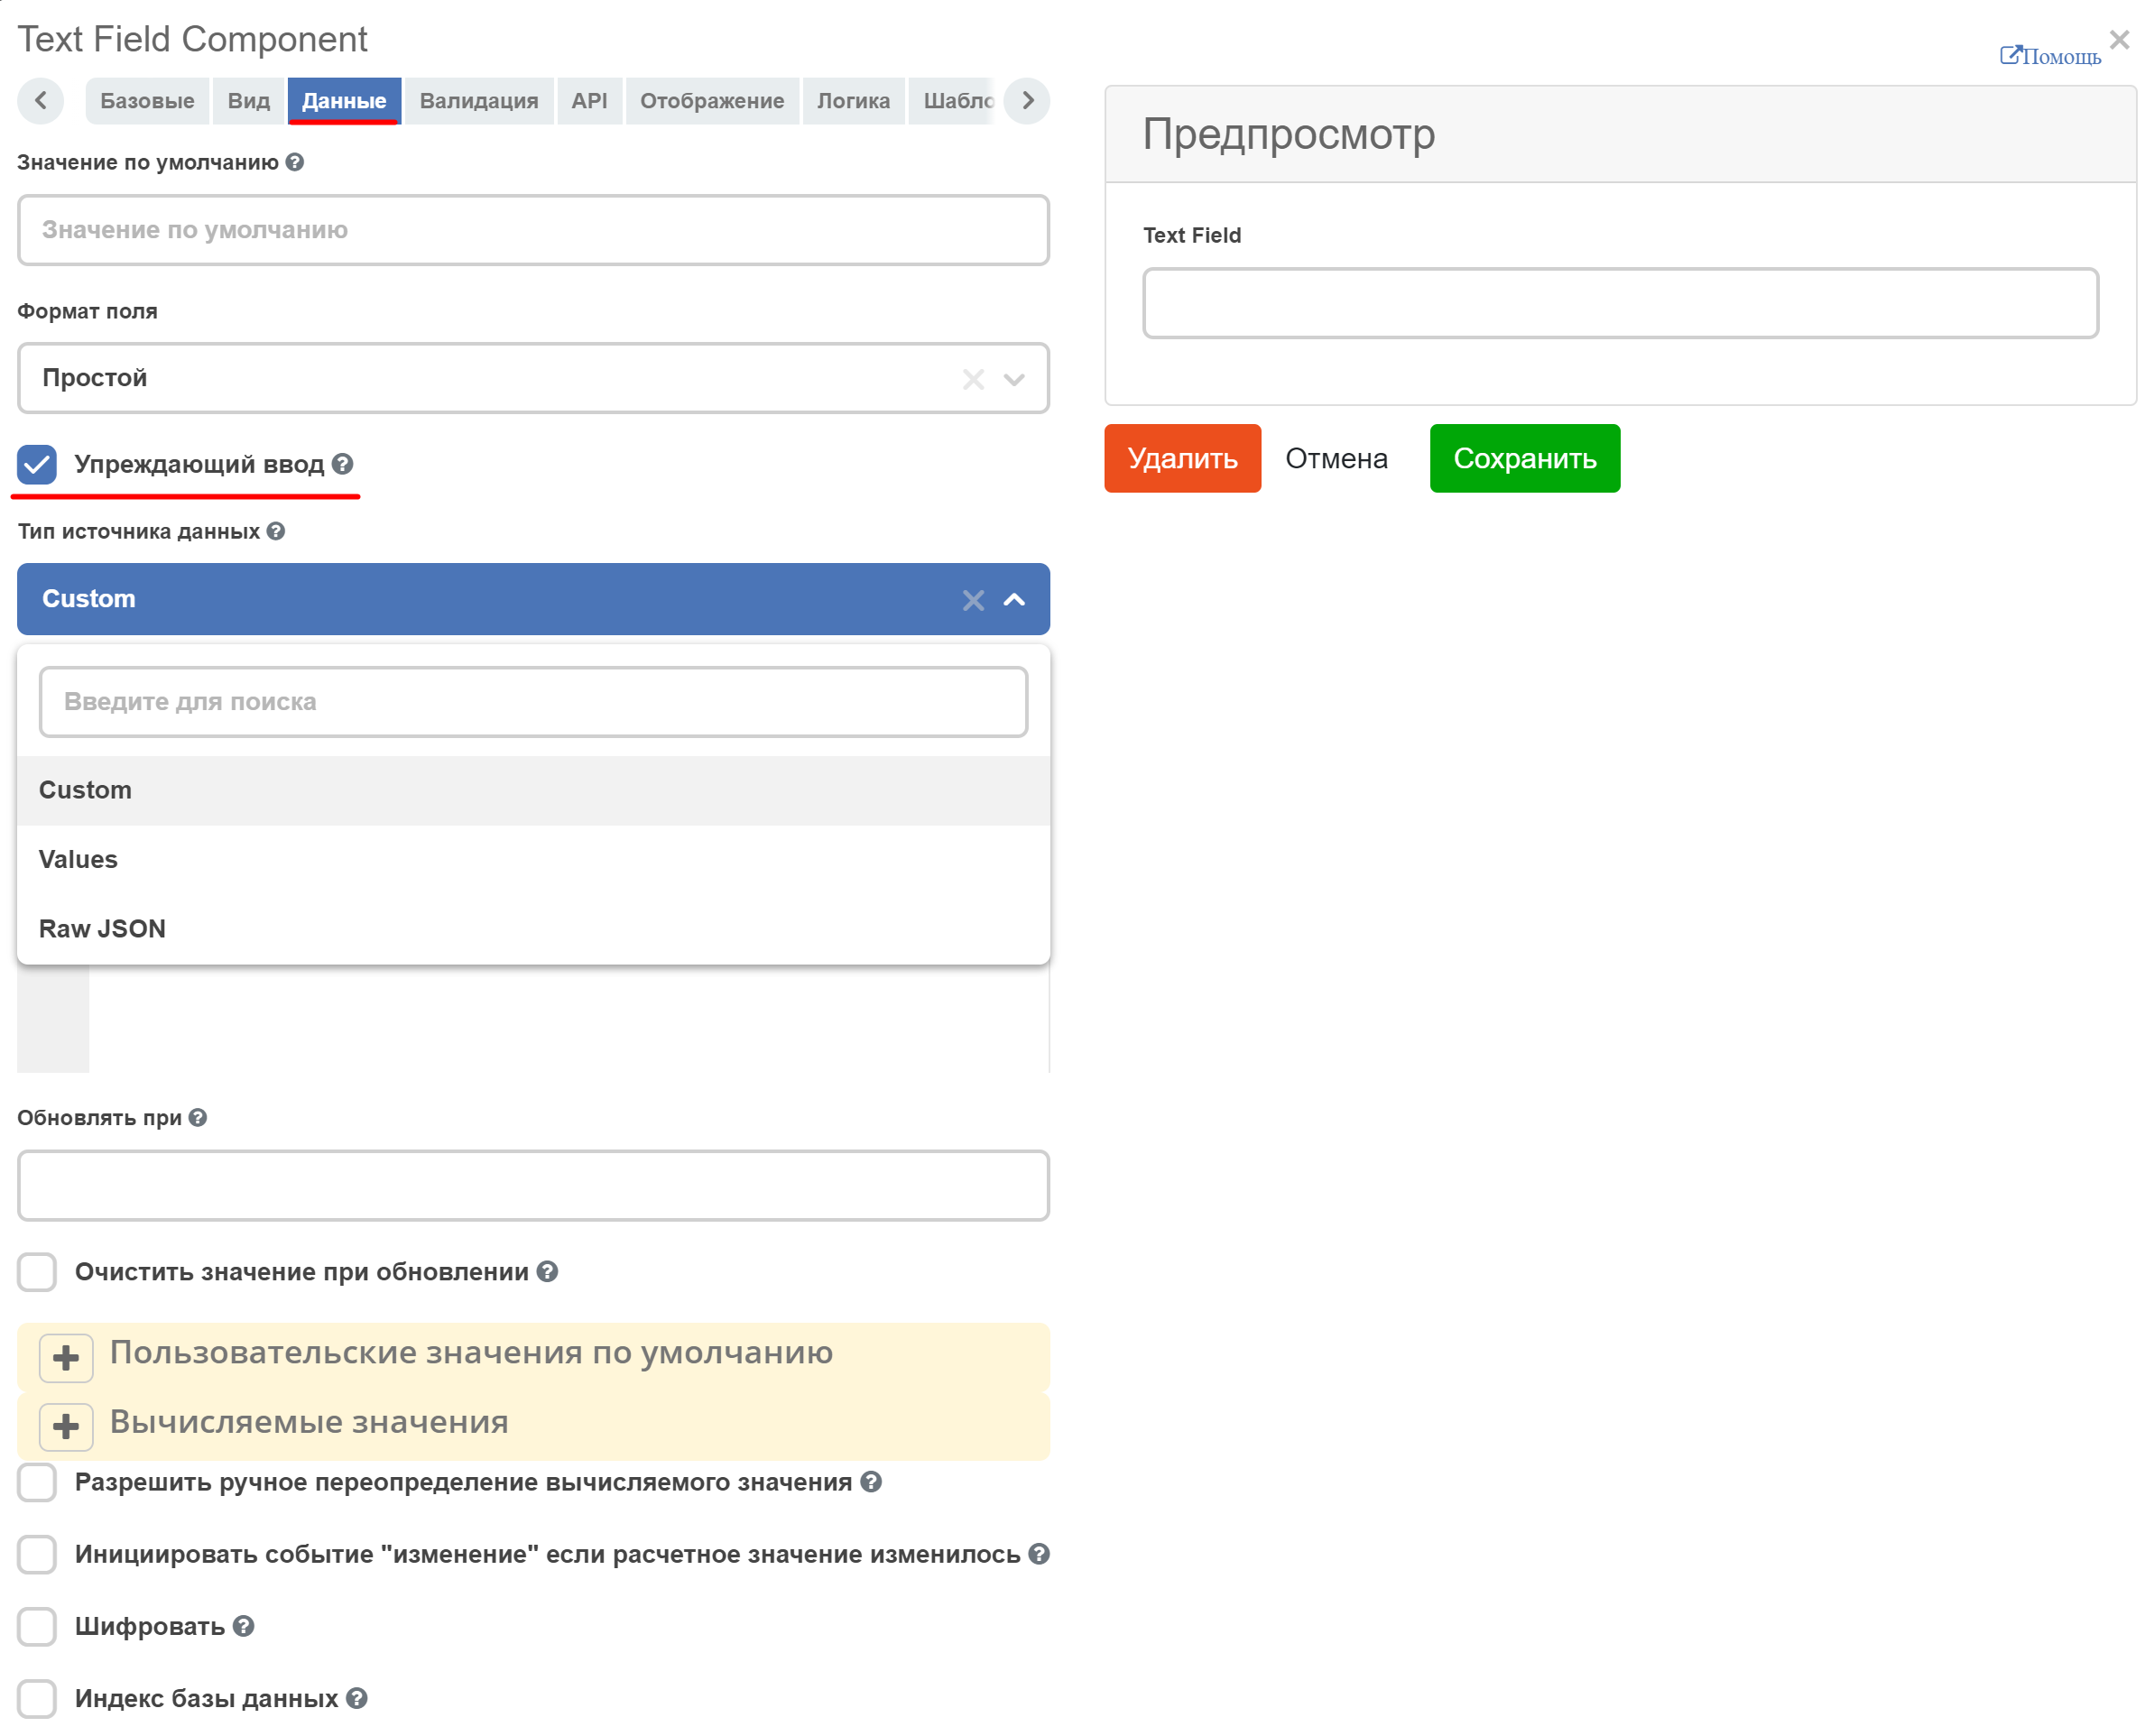 Text Field Component
Помощь
Базовые Вид Данные Валидация API Отображение Логика Шабло
Значение по умолчанию
Значение по умолчанию
Формат поля
Простой
Упреждающий ввод
Тип источника данных
Custom
Введите для поиска
Custom
Values
Raw JSON
Обновлять при
Очистить значение при обновлении
Пользовательские значения по умолчанию
Вычисляемые значения
Разрешить ручное переопределение вычисляемого значения
Инициировать событие "изменение" если расчетное значение изменилось
Шифровать
Индекс базы данных
Предпросмотр
Text Field
Удалить Отмена Сохранить